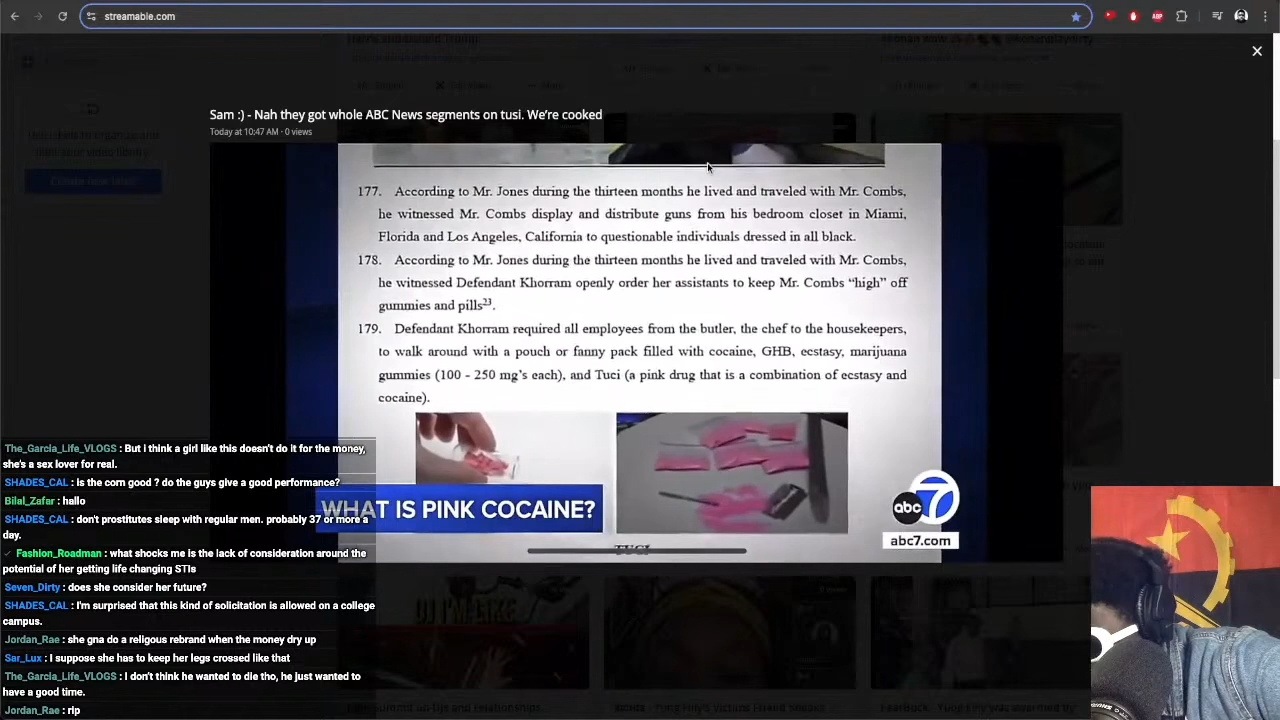 streamable.com
ABP
Sam :) - Nah they got whole ABC News segments on tusi. We're cooked
Today at 10:47 AM · 0 views
177. According to Mr. Jones during the thirteen months he lived and traveled with Mr. Combs,
he witnessed Mr. Combs display and distribute guns from his bedroom closet in Miami,
Florida and Los Angeles, California to questionable individuals dressed in all black.
178. According to Mr. Jones during the thirteen months he lived and traveled with Mr. Combs,
he witnessed Defendant Khorram openly order her assistants to keep Mr. Combs “high” off
gummies and pills23.
179. Defendant Khorram required all employees from the butler, the chef to the housekeepers,
to walk around with a pouch or fanny pack filled with cocaine, GHB, ecstasy, marijuana
gummies (100 - 250 mg's each), and Tuci (a pink drug that is a combination of ecstasy and
cocaine).
WHAT IS PINK COCAINE?
abc 7
abc7.com
TUCI
The_Garcia_Life_VLOGS : But i think a girl like this doesn't do it for the money,
she's a sex lover for real.
SHADES_CAL : is the corn good ? do the guys give a good performance?
Bilal_Zafar : hallo
SHADES_CAL : don't prostitutes sleep with regular men. probably 37 or more a
day.
Fashion_Roadman : what shocks me is the lack of consideration around the
potential of her getting life changing STIs
Seven_Dirty : does she consider her future?
SHADES_CAL : I'm surprised that this kind of solicitation is allowed on a college
campus.
Jordan_Rae : she gna do a religous rebrand when the money dry up
Sar_Lux : I suppose she has to keep her legs crossed like that
The_Garcia_Life_VLOGS : I don't think he wanted to die tho, he just wanted to
have a good time.
Jordan_Rae : rip